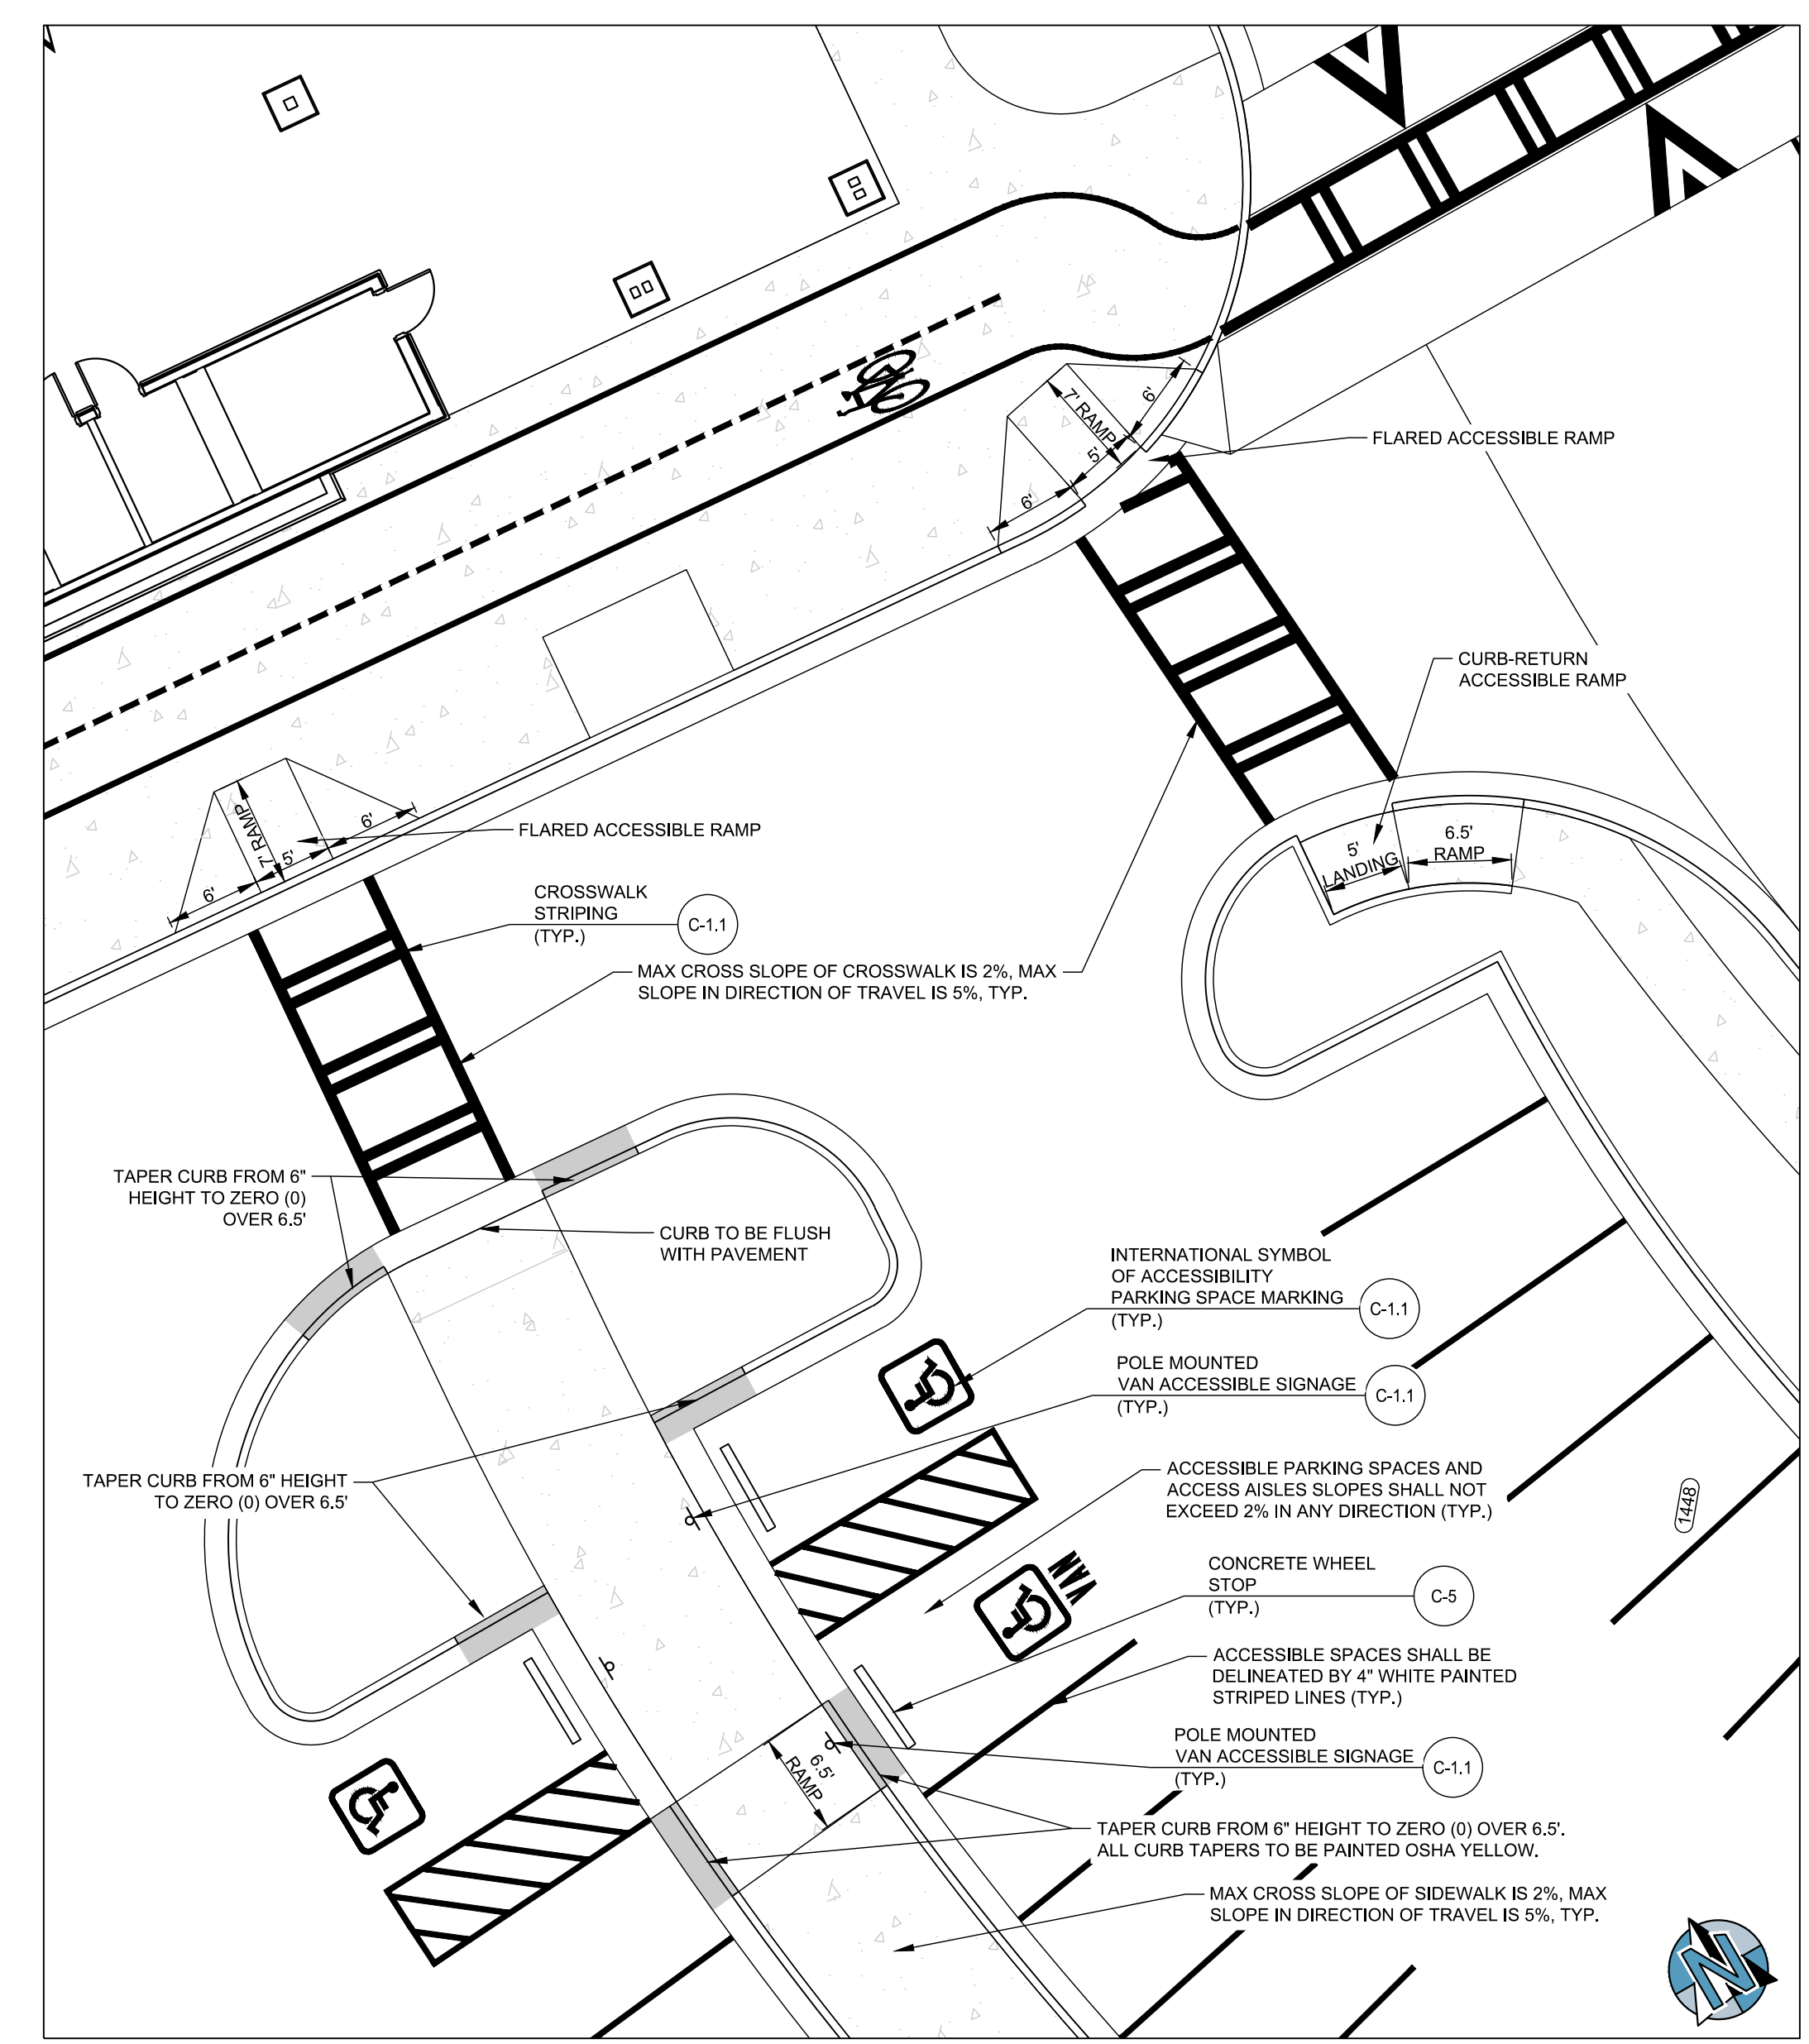 FLARED ACCESSIBLE RAMP
6'
7' RAMP
5'
6'
CURB-RETURN
ACCESSIBLE RAMP
6.5'
RAMP
5'
LANDING
6'
7' RAMP
5'
6'
FLARED ACCESSIBLE RAMP
CROSSWALK
STRIPING
(TYP.)
C-1.1
MAX CROSS SLOPE OF CROSSWALK IS 2%, MAX
SLOPE IN DIRECTION OF TRAVEL IS 5%, TYP.
TAPER CURB FROM 6"
HEIGHT TO ZERO (0)
OVER 6.5'
CURB TO BE FLUSH
WITH PAVEMENT
INTERNATIONAL SYMBOL
OF ACCESSIBILITY
PARKING SPACE MARKING
(TYP.)
C-1.1
POLE MOUNTED
VAN ACCESSIBLE SIGNAGE
(TYP.)
C-1.1
TAPER CURB FROM 6" HEIGHT
TO ZERO (0) OVER 6.5'
ACCESSIBLE PARKING SPACES AND
ACCESS AISLES SLOPES SHALL NOT
EXCEED 2% IN ANY DIRECTION (TYP.)
1448
VAN
CONCRETE WHEEL
STOP
(TYP.)
C-5
ACCESSIBLE SPACES SHALL BE
DELINEATED BY 4" WHITE PAINTED
STRIPED LINES (TYP.)
POLE MOUNTED
VAN ACCESSIBLE SIGNAGE
(TYP.)
C-1.1
6.5'
RAMP
TAPER CURB FROM 6" HEIGHT TO ZERO (0) OVER 6.5'.
ALL CURB TAPERS TO BE PAINTED OSHA YELLOW.
MAX CROSS SLOPE OF SIDEWALK IS 2%, MAX
SLOPE IN DIRECTION OF TRAVEL IS 5%, TYP.
N